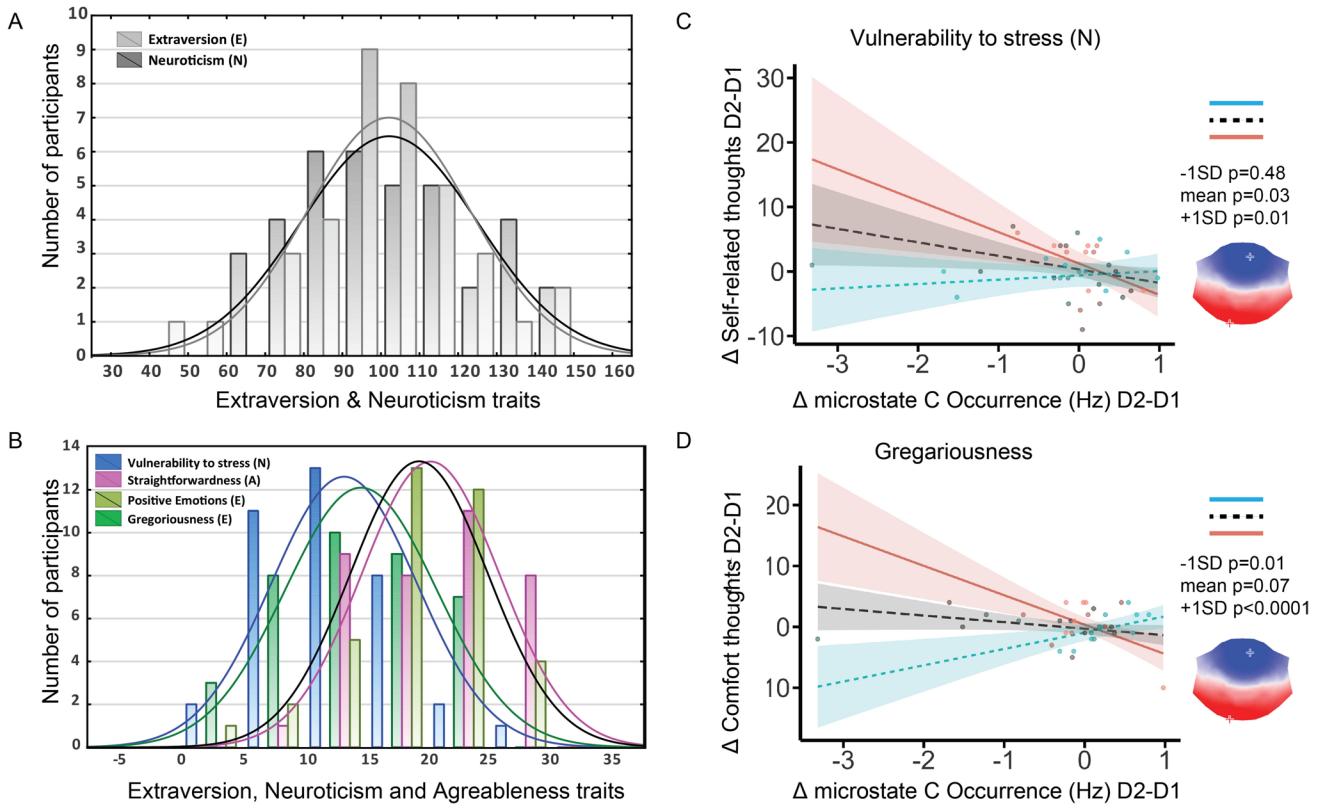 A
Number of participants
10
9
8
7
6
5
4
3
2
1
0
Extraversion (E)
Neuroticism (N)
30 40 50 60 70 80 90 100 110 120 130 140 150 165
Extraversion & Neuroticism traits
B
Number of participants
14
12
10
8
6
4
2
0
Vulnerability to stress (N)
Straightforwardness (A)
Positive Emotions (E)
Gregoriousness (E)
-5 0 5 10 15 20 25 30 35
Extraversion, Neuroticism and Agreableness traits
C
Vulnerability to stress (N)
Δ Self-related thoughts D2-D1
30
20
10
0
-10
-3 -2 -1 0 1
Δ microstate C Occurrence (Hz) D2-D1
-1SD p=0.48
mean p=0.03
+1SD p=0.01
D
Gregariousness
Δ Comfort thoughts D2-D1
20
10
0
10
-3 -2 -1 0 1
Δ microstate C Occurrence (Hz) D2-D1
-1SD p=0.01
mean p=0.07
+1SD p<0.0001